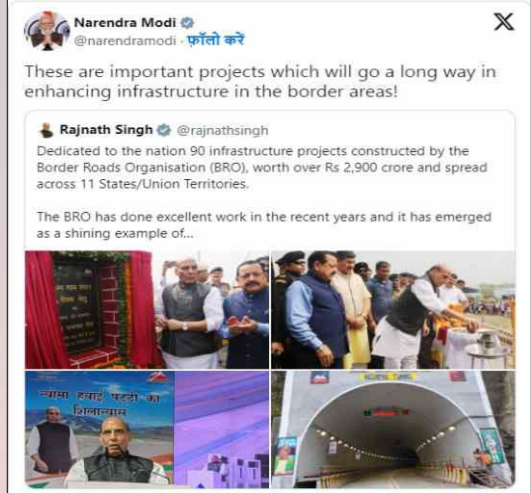 Narendra Modi
@narendramodi · फ़ॉलो करें
These are important projects which will go a long way in
enhancing infrastructure in the border areas!
Rajnath Singh @rajnathsingh
Dedicated to the nation 90 infrastructure projects constructed by the
Border Roads Organisation (BRO), worth over Rs 2,900 crore and spread
across 11 States/Union Territories.
The BRO has done excellent work in the recent years and it has emerged
as a shining example of...
न्योमा हवाई पट्टी का
शिलान्यास